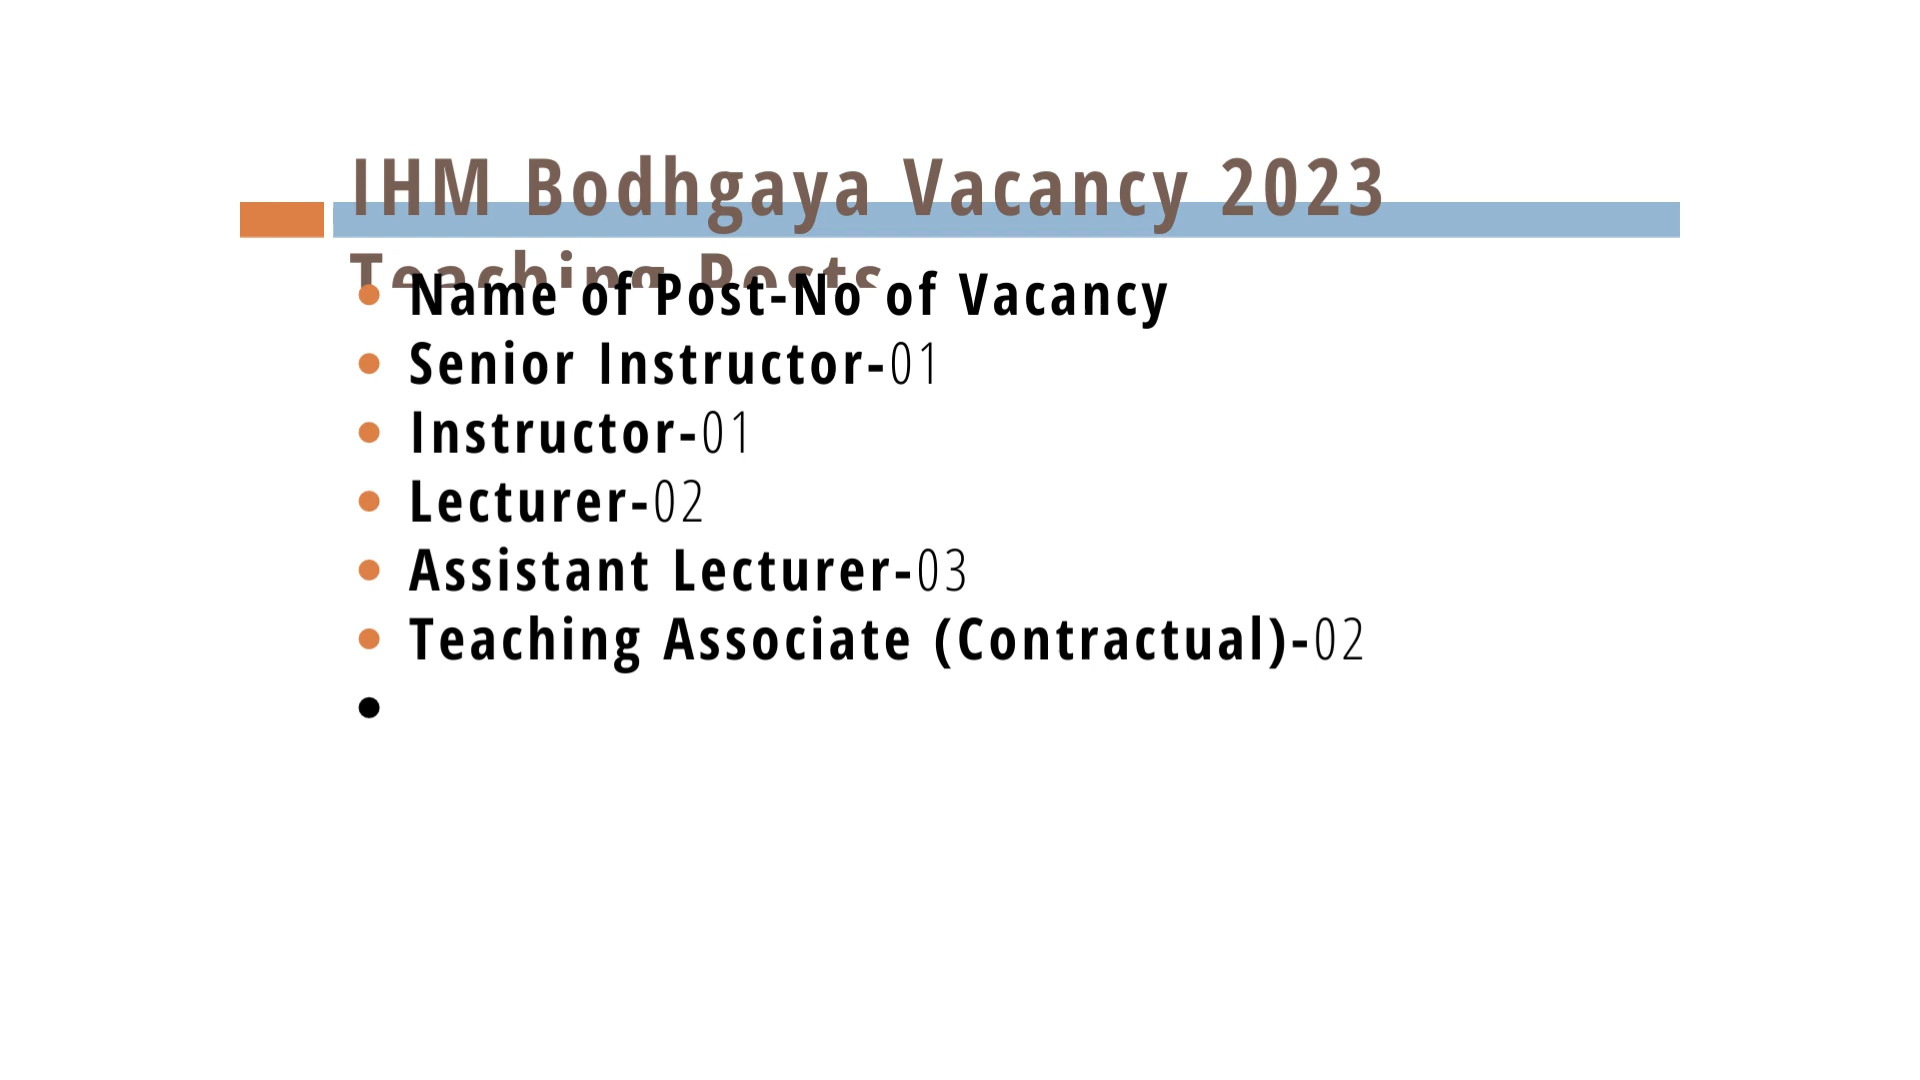 IHM Bodhgaya Vacancy 2023
Teaching Posts
Name of Post-No of Vacancy
Senior Instructor-01
Instructor-01
Lecturer-02
Assistant Lecturer-03
Teaching Associate (Contractual)-02